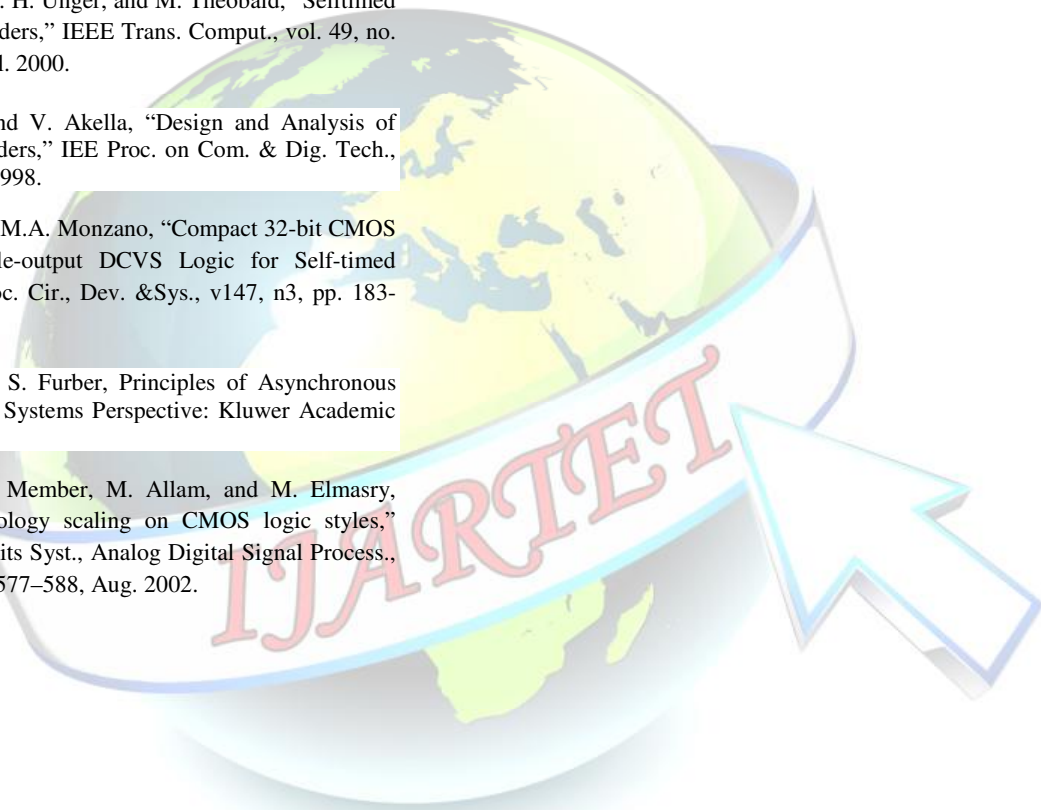 . H. Unger, and M. Theobald, “Selftimed
ders,” IEEE Trans. Comput., vol. 49, no.
l. 2000.
nd V. Akella, “Design and Analysis of
ders,” IEE Proc. on Com. & Dig. Tech.,
998.
M.A. Monzano, “Compact 32-bit CMOS
le-output DCVS Logic for Self-timed
oc. Cir., Dev. &Sys., v147, n3, pp. 183-
S. Furber, Principles of Asynchronous
Systems Perspective: Kluwer Academic
Member, M. Allam, and M. Elmasry,
ology scaling on CMOS logic styles,”
its Syst., Analog Digital Signal Process.,
577–588, Aug. 2002.
IJARTET